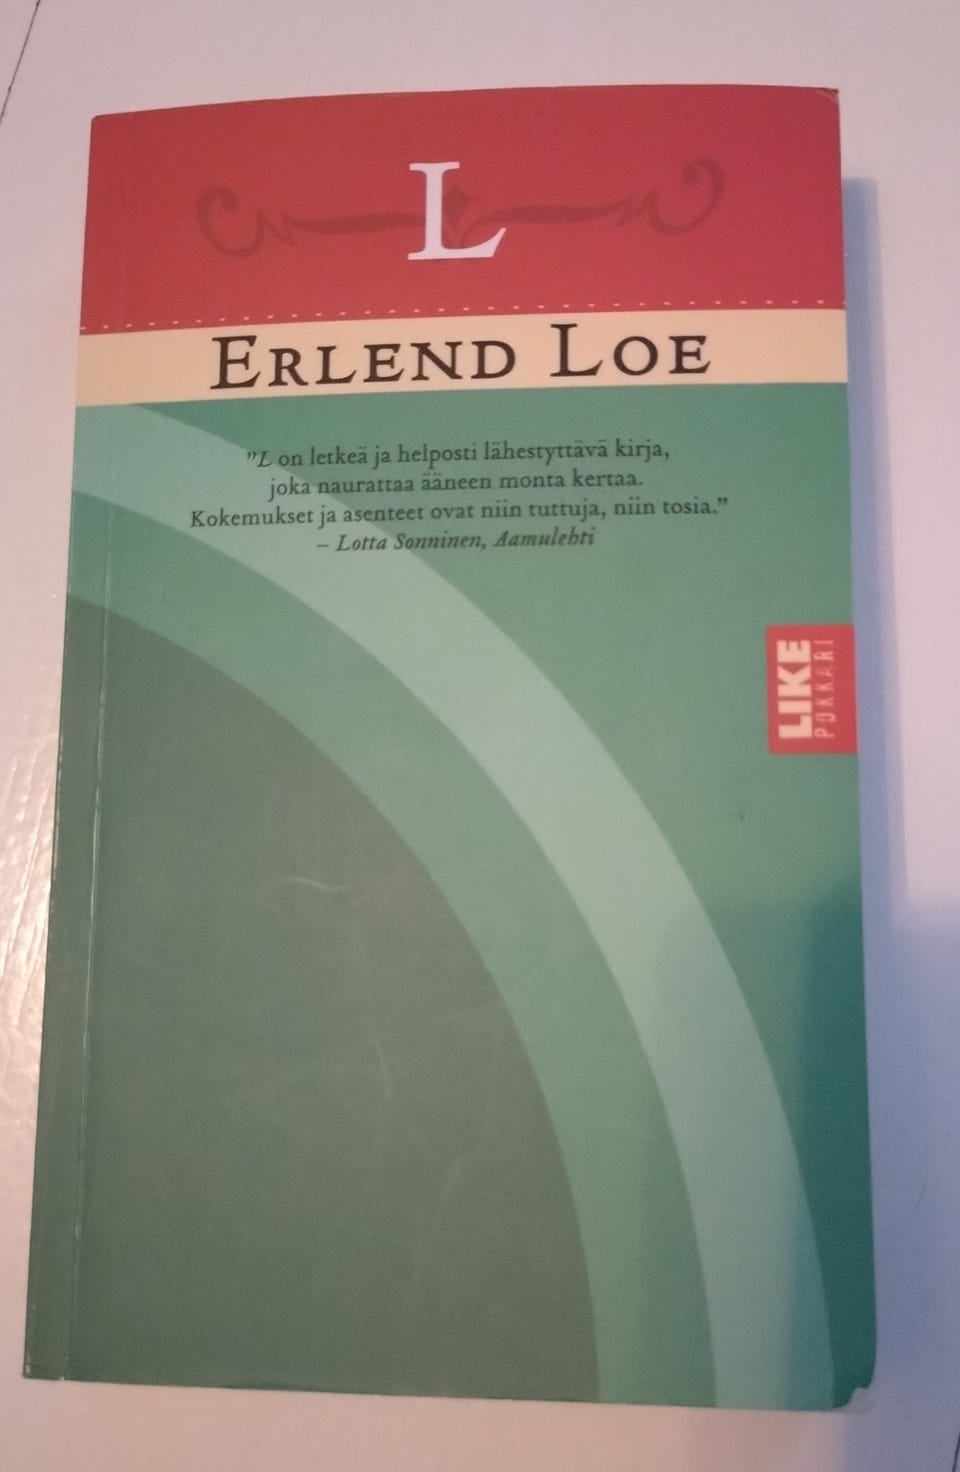 L
ERLEND LOE
”L on letkeä ja helposti lähestyttävä kirja,
joka naurattaa ääneen monta kertaa.
Kokemukset ja asenteet ovat niin tuttuja, niin tosia.”
– Lotta Sonninen, Aamulehti
LIKE
POKKARI